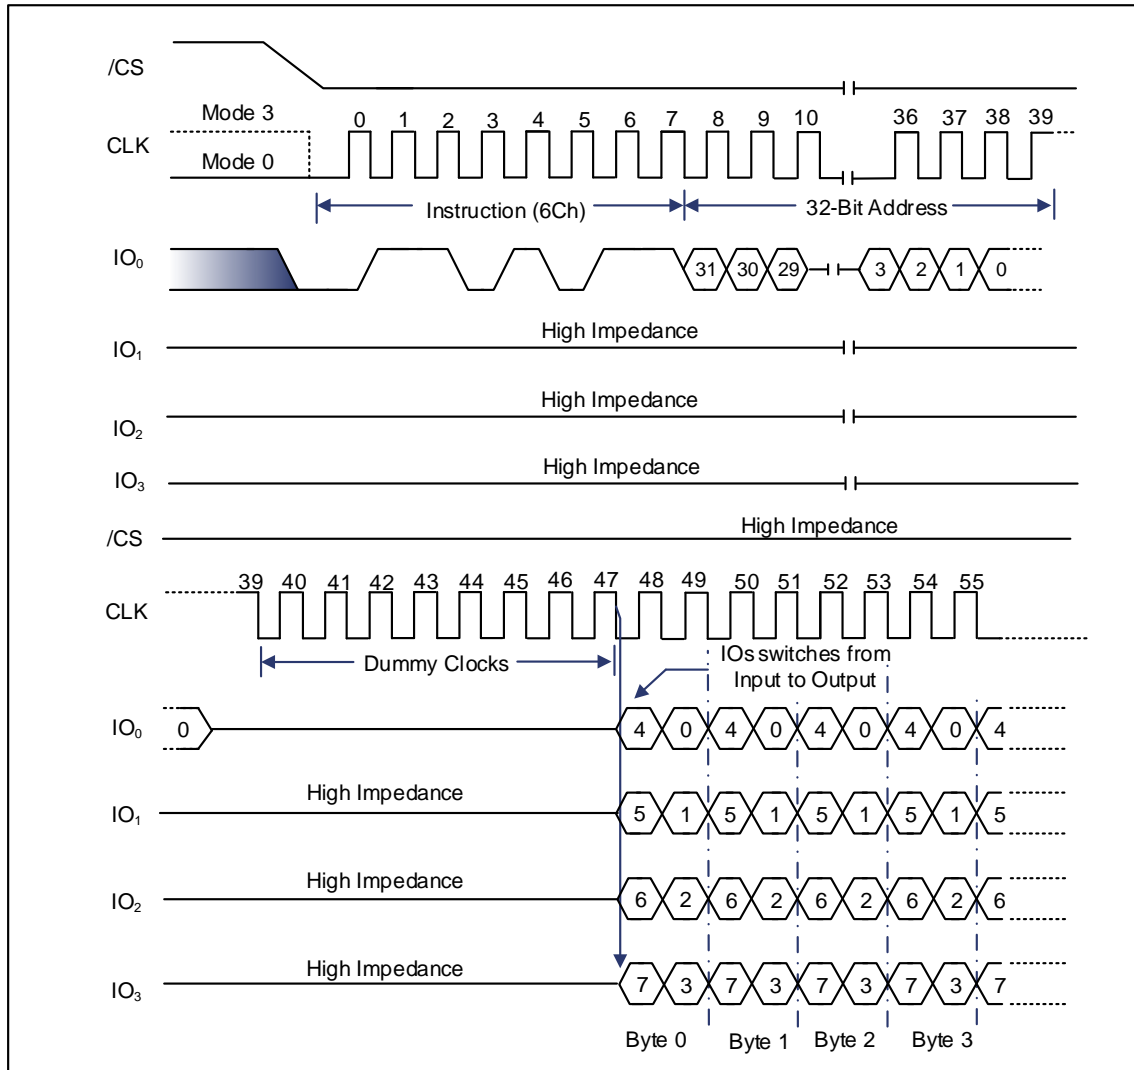 /CS
Mode 3
0 1 2 3 4 5 6 7 8 9 10 36 37 38 39
CLK
Mode 0
Instruction (6Ch)
32-Bit Address
IO0
31 30 29 3 2 1 0
High Impedance
IO1
High Impedance
IO2
High Impedance
IO3
High Impedance
/CS
39 40 41 42 43 44 45 46 47 48 49 50 51 52 53 54 55
CLK
Dummy Clocks
IOs switches from
Input to Output
IO0
0 4 0 4 0 4 0 4 0 4
High Impedance
IO1
5 1 5 1 5 1 5 1 5
High Impedance
IO2
6 2 6 2 6 2 6 2 6
High Impedance
IO3
7 3 7 3 7 3 7 3 7
Byte 0 Byte 1 Byte 2 Byte 3